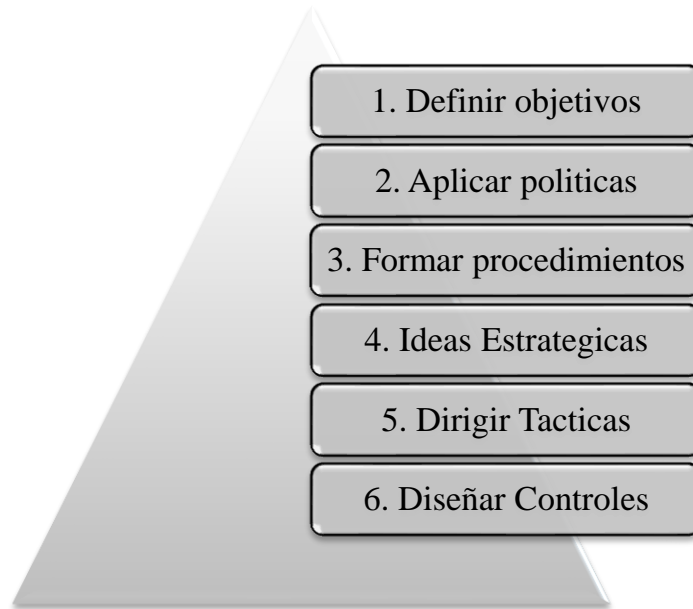 1. Definir objetivos
2. Aplicar politicas
3. Formar procedimientos
4. Ideas Estrategicas
5. Dirigir Tacticas
6. Diseñar Controles